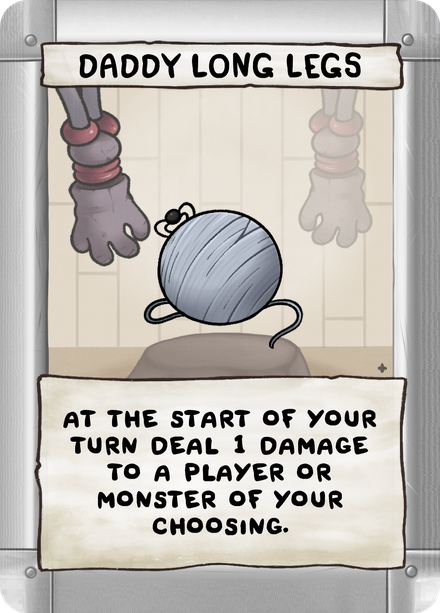 DADDY LONG LEGS
AT THE START OF YOUR
TURN DEAL 1 DAMAGE
TO A PLAYER OR
MONSTER OF YOUR
CHOOSING.